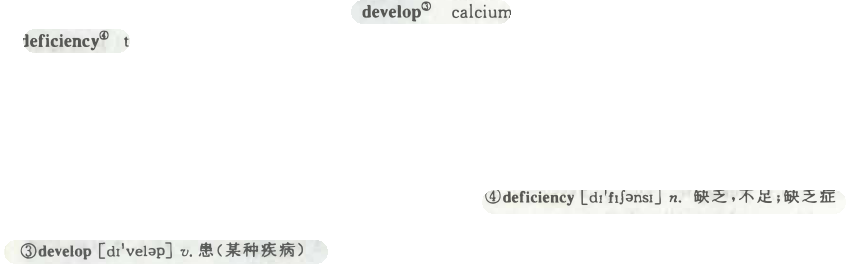 develop③ calcium
deficiency④ t
④deficiency [dɪ'fɪʃənsɪ] n. 缺乏,不足;缺乏症
③develop [dɪ'veləp] v. 患(某种疾病)